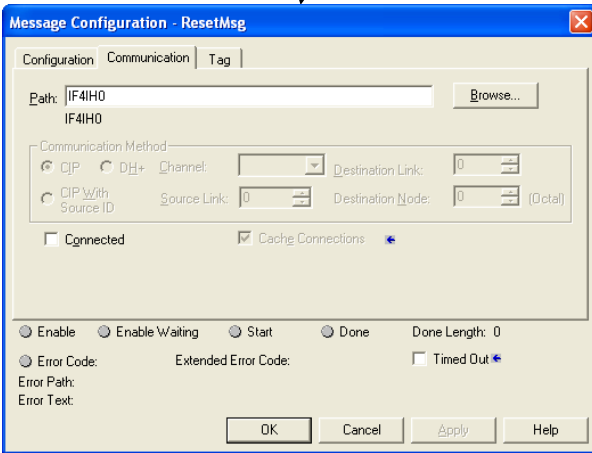 Message Configuration - ResetMsg
Configuration Communication Tag
Path: IF4IH0 Browse...
IF4IH0
Communication Method
CIP DH+ Channel: Destination Link: 0
CIP With Source ID Source Link: 0 Destination Node: 0 (Octal)
Connected Cache Connections
Enable Enable Waiting Start Done Done Length: 0
Error Code: Extended Error Code: Timed Out
Error Path:
Error Text:
OK Cancel Apply Help